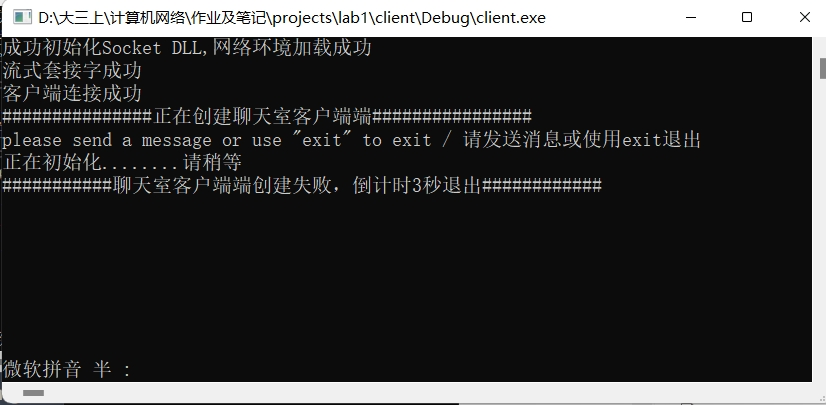 D:\大三上\计算机网络\作业及笔记\projects\lab1\client\Debug\client.exe
成功初始化Socket DLL,网络环境加载成功
流式套接字成功
客户端连接成功
###############正在创建聊天室客户端端################
please send a message or use "exit" to exit / 请发送消息或使用exit退出
正在初始化........请稍等
###########聊天室客户端端创建失败，倒计时3秒退出############
微软拼音 半 :